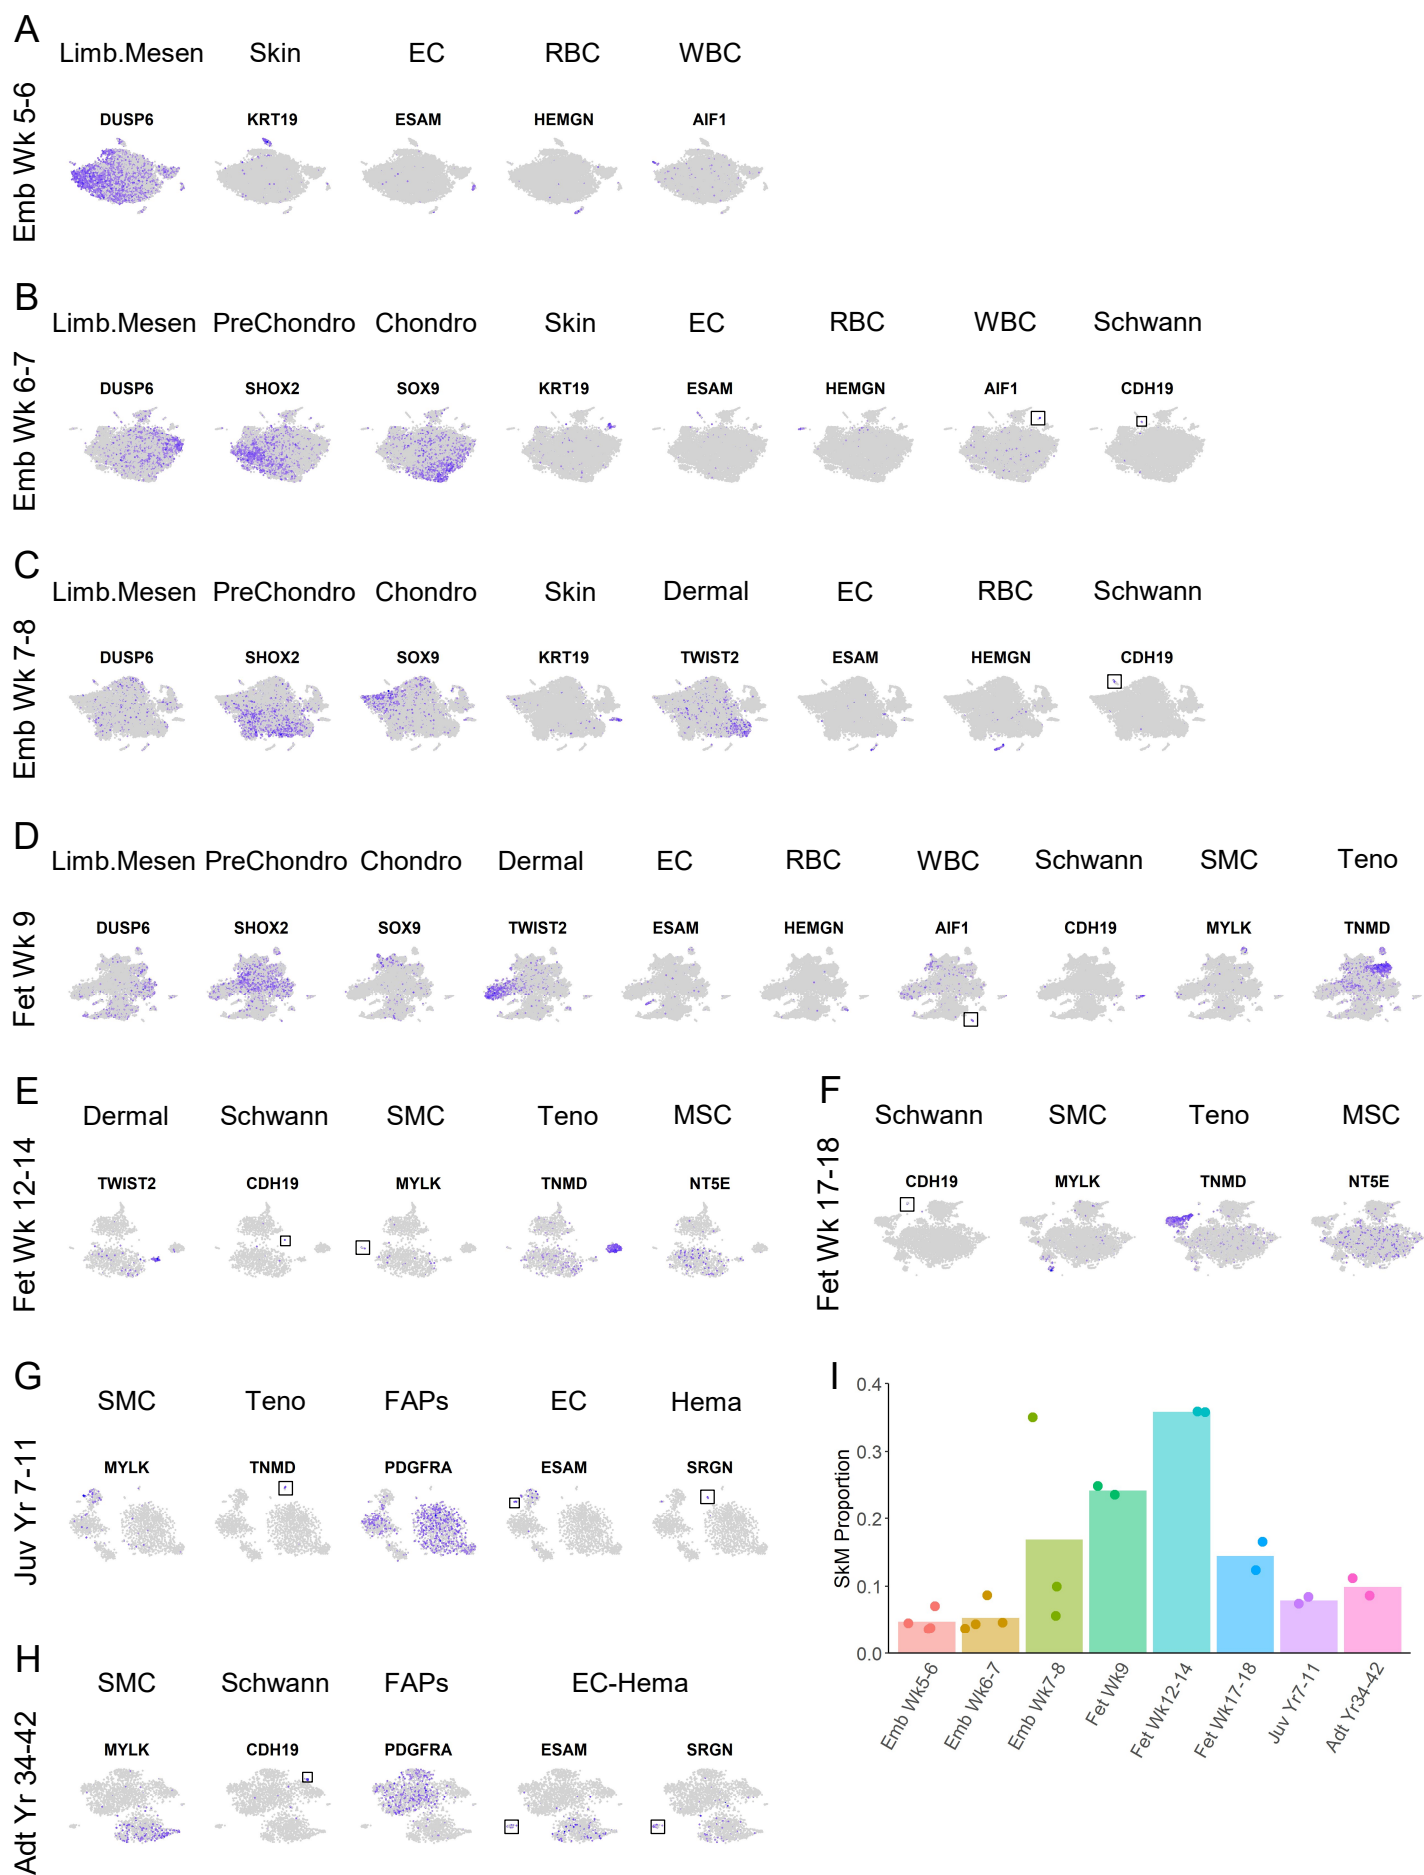 A
Limb.Mesen Skin EC RBC WBC
Emb Wk 5-6
DUSP6 KRT19 ESAM HEMGN AIF1
B
Limb.Mesen PreChondro Chondro Skin EC RBC WBC Schwann
Emb Wk 6-7
DUSP6 SHOX2 SOX9 KRT19 ESAM HEMGN AIF1 CDH19
C
Limb.Mesen PreChondro Chondro Skin Dermal EC RBC Schwann
Emb Wk 7-8
DUSP6 SHOX2 SOX9 KRT19 TWIST2 ESAM HEMGN CDH19
D
Limb.Mesen PreChondro Chondro Dermal EC RBC WBC Schwann SMC Teno
Fet Wk 9
DUSP6 SHOX2 SOX9 TWIST2 ESAM HEMGN AIF1 CDH19 MYLK TNMD
E
Dermal Schwann SMC Teno MSC
Fet Wk 12-14
TWIST2 CDH19 MYLK TNMD NT5E
F
Schwann SMC Teno MSC
Fet Wk 17-18
CDH19 MYLK TNMD NT5E
G
SMC Teno FAPs EC Hema
Juv Yr 7-11
MYLK TNMD PDGFRA ESAM SRGN
H
SMC Schwann FAPs EC-Hema
Adt Yr 34-42
MYLK CDH19 PDGFRA ESAM SRGN
I
SkM Proportion
0.4
0.3
0.2
0.1
0.0
Emb Wk5-6
Emb Wk6-7
Emb Wk7-8
Fet Wk9
Fet Wk12-14
Fet Wk17-18
Juv Yr7-11
Adt Yr34-42